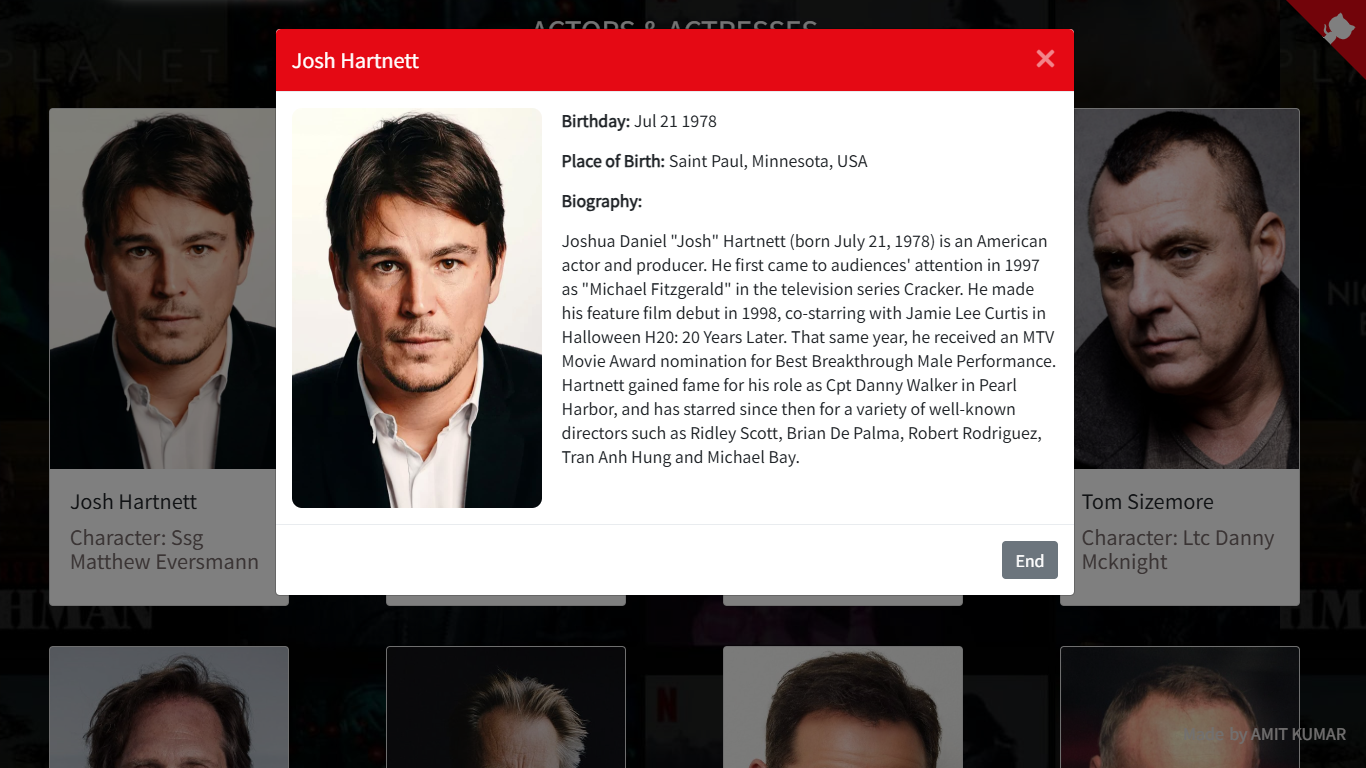 ACTORS & ACTRESSES
PLANET
Josh Hartnett
Birthday: Jul 21 1978
Place of Birth: Saint Paul, Minnesota, USA
Biography:
Joshua Daniel "Josh" Hartnett (born July 21, 1978) is an American
actor and producer. He first came to audiences' attention in 1997
as "Michael Fitzgerald" in the television series Cracker. He made
his feature film debut in 1998, co-starring with Jamie Lee Curtis in
Halloween H20: 20 Years Later. That same year, he received an MTV
Movie Award nomination for Best Breakthrough Male Performance.
Hartnett gained fame for his role as Cpt Danny Walker in Pearl
Harbor, and has starred since then for a variety of well-known
directors such as Ridley Scott, Brian De Palma, Robert Rodriguez,
Tran Anh Hung and Michael Bay.
End
Josh Hartnett
Character: Ssg
Matthew Eversmann
Tom Sizemore
Character: Ltc Danny
Mcknight
HMAN
N
Made by AMIT KUMAR